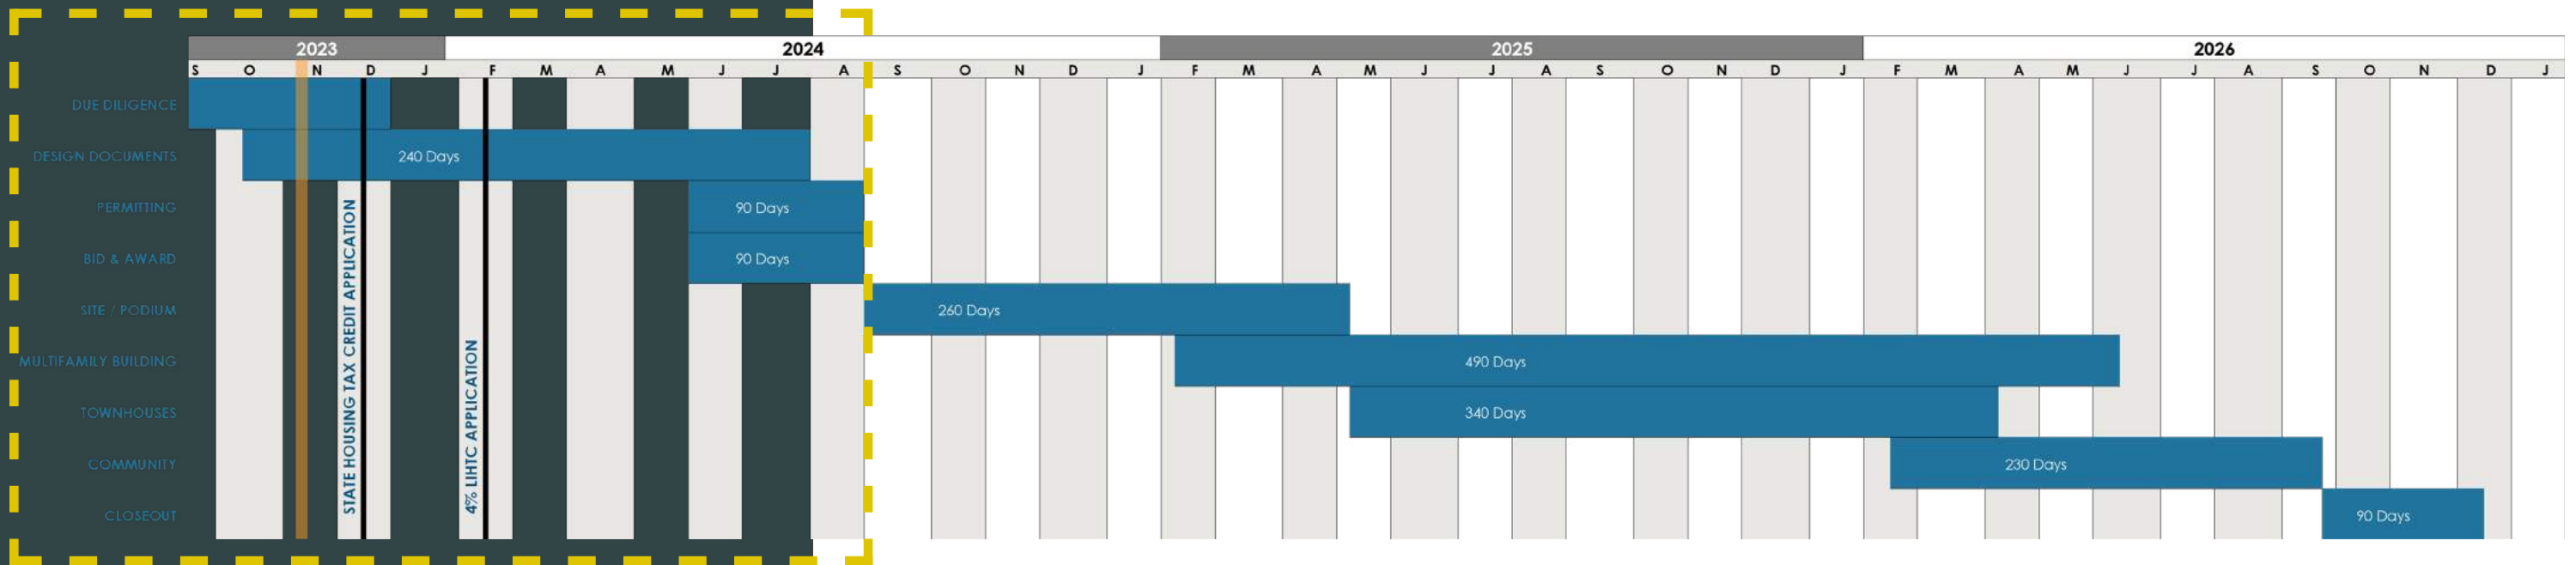 2023 2024 2025 2026
S O N D J F M A M J J A S O N D J F M A M J J A S O N D J F M A M J J A S O N D J
DUE DILIGENCE
DESIGN DOCUMENTS 240 Days
PERMITTING 90 Days
BID & AWARD 90 Days
SITE / PODIUM 260 Days
MULTIFAMILY BUILDING 490 Days
TOWNHOUSES 340 Days
COMMUNITY 230 Days
CLOSEOUT 90 Days
STATE HOUSING TAX CREDIT APPLICATION
4% LIHTC APPLICATION